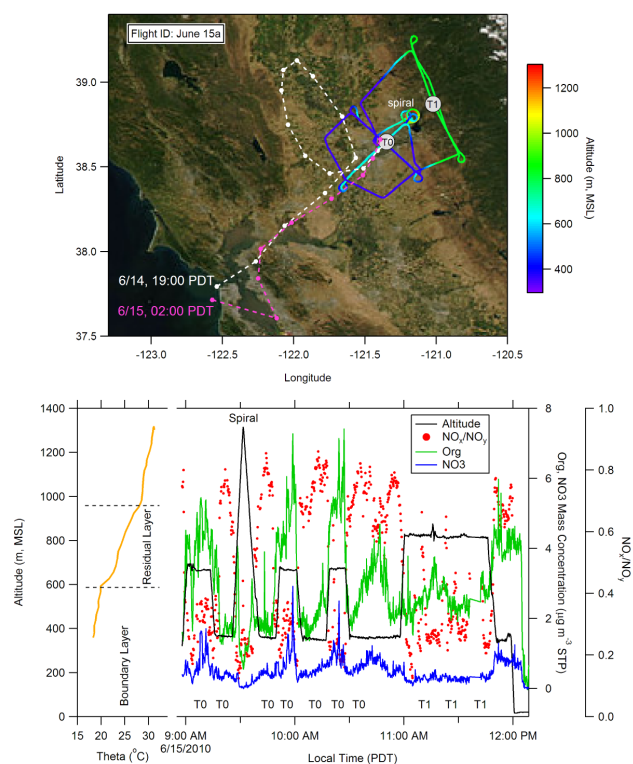 Flight ID: June 15a
39.0
38.5
38.0
37.5
Latitude
spiral
T1
T0
6/14, 19:00 PDT
6/15, 02:00 PDT
-123.0
-122.5
-122.0
-121.5
-121.0
-120.5
Longitude
1200
1000
800
600
400
Altitude (m, MSL)
1400
1200
1000
800
600
400
200
0
Altitude (m, MSL)
Residual Layer
Boundary Layer
15
20
25
30
Theta (°C)
Spiral
Altitude
NOx/NOy
Org
NO3
T0 T0 T0 T0 T0 T0 T0 T1 T1 T1
9:00 AM
6/15/2010
10:00 AM
11:00 AM
12:00 PM
Local Time (PDT)
8
6
4
2
0
Org, NO3 Mass Concentration (µg m-3 STP)
1.0
0.8
0.6
0.4
0.2
0.0
NOx/NOy